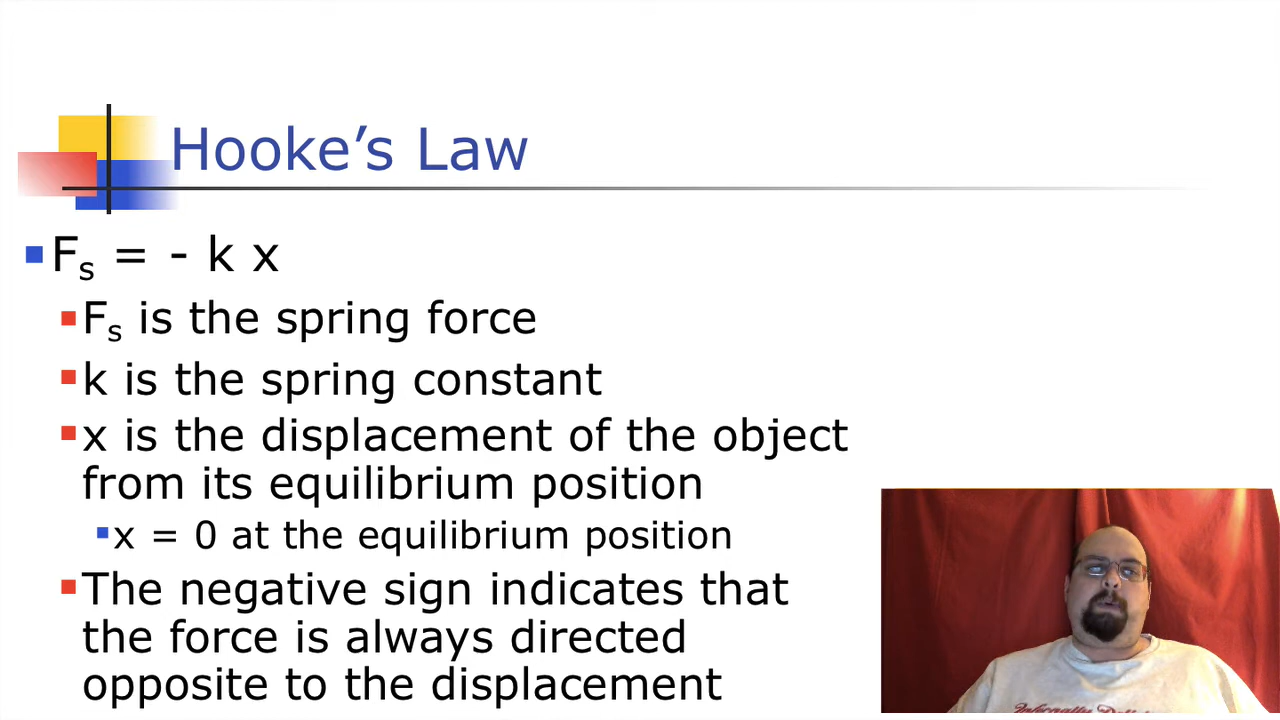 Hooke’s Law
Fs = - k x
Fs is the spring force
k is the spring constant
x is the displacement of the object
from its equilibrium position
x = 0 at the equilibrium position
The negative sign indicates that
the force is always directed
opposite to the displacement